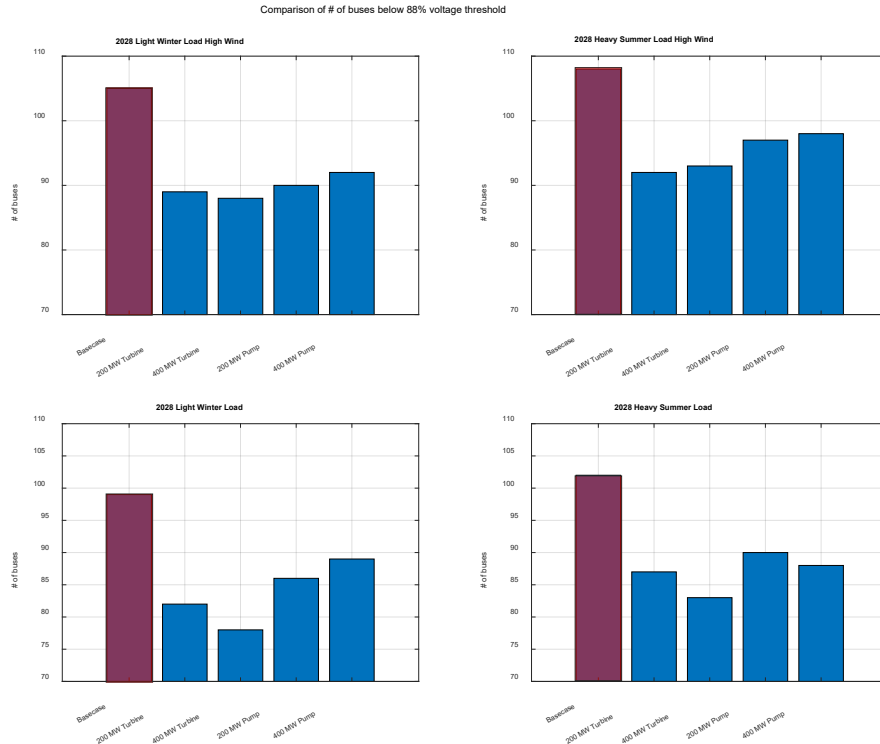 Comparison of # of buses below 88% voltage threshold
2028 Light Winter Load High Wind
110
100
90
80
70
# of buses
Basecase
200 MW Turbine
400 MW Turbine
200 MW Pump
400 MW Pump
2028 Heavy Summer Load High Wind
110
100
90
80
70
# of buses
Basecase
200 MW Turbine
400 MW Turbine
200 MW Pump
400 MW Pump
2028 Light Winter Load
110
105
100
95
90
85
80
75
70
# of buses
Basecase
200 MW Turbine
400 MW Turbine
200 MW Pump
400 MW Pump
2028 Heavy Summer Load
110
105
100
95
90
85
80
75
70
# of buses
Basecase
200 MW Turbine
400 MW Turbine
200 MW Pump
400 MW Pump